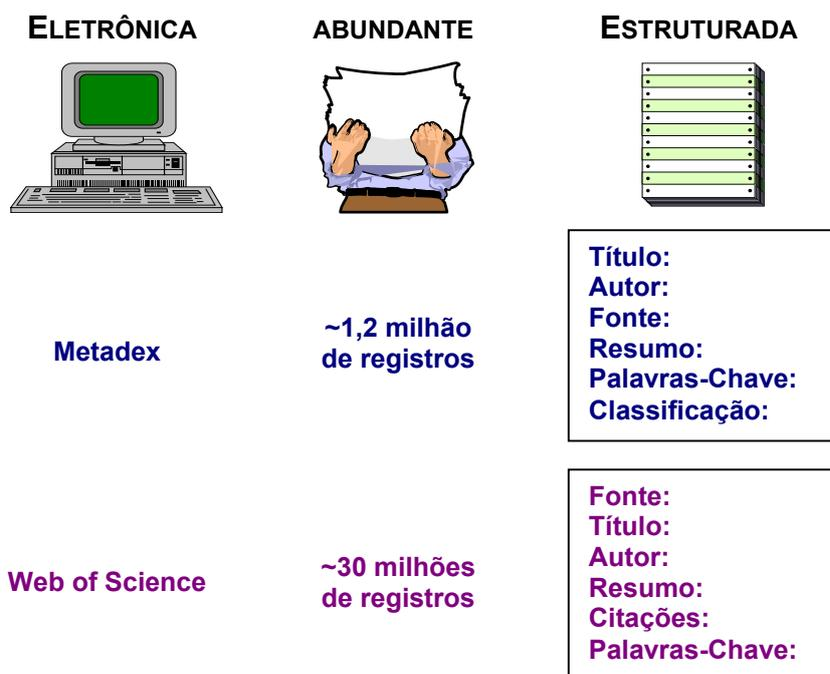 ELETRÔNICA
ABUNDANTE
ESTRUTURADA
Metadex
~1,2 milhão
de registros
Título:
Autor:
Fonte:
Resumo:
Palavras-Chave:
Classificação:
Web of Science
~30 milhões
de registros
Fonte:
Título:
Autor:
Resumo:
Citações:
Palavras-Chave: